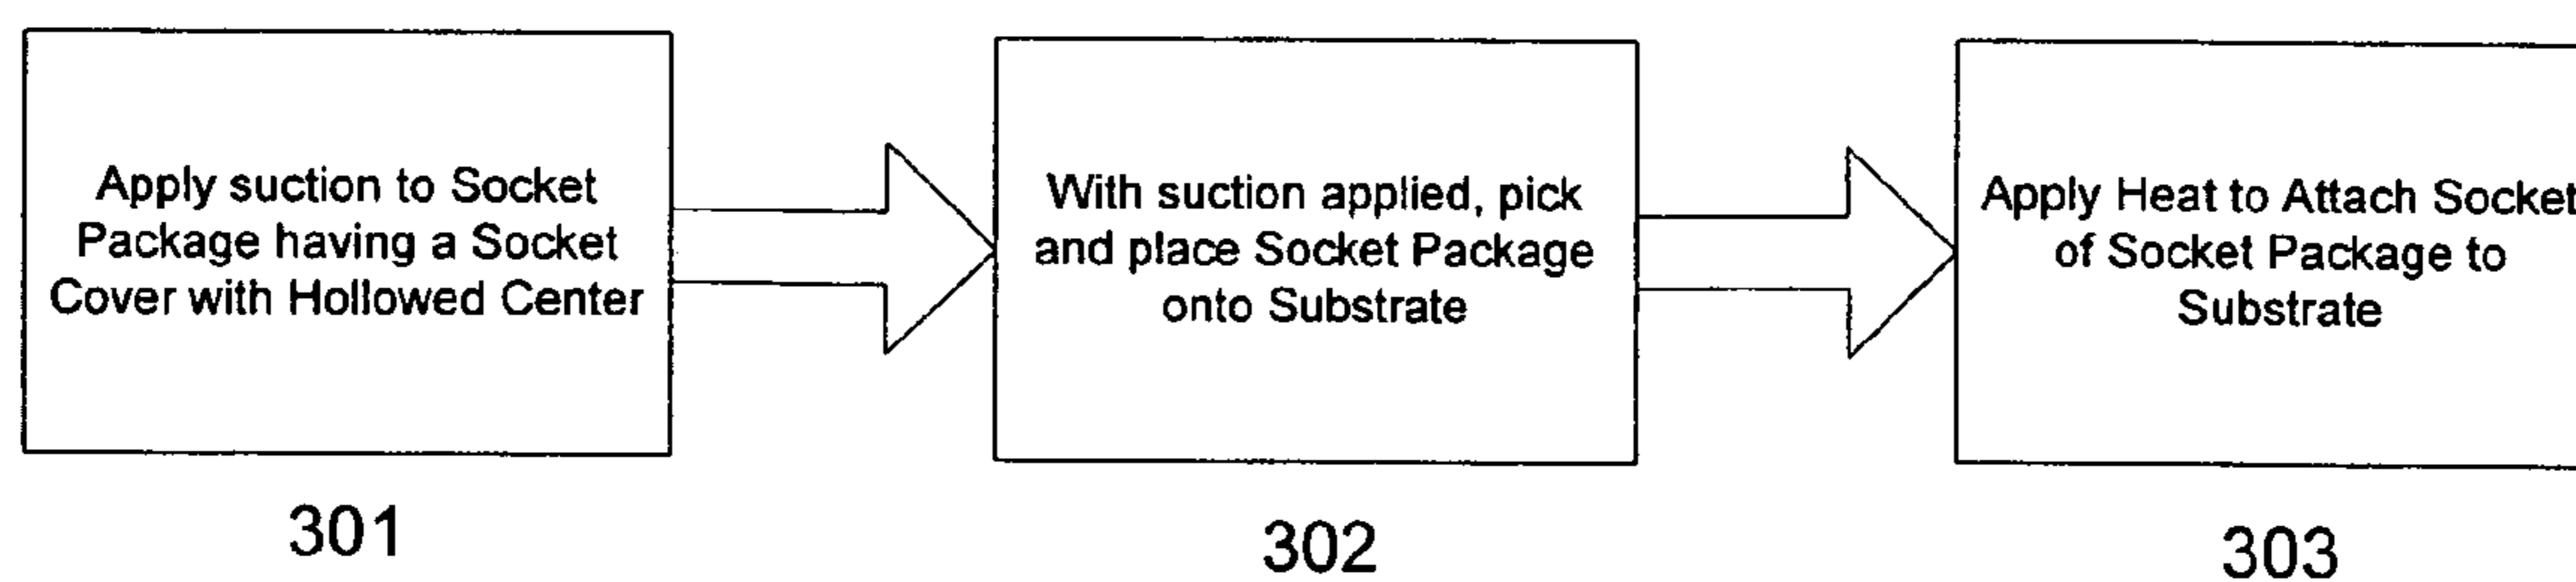 Apply suction to Socket
Package having a Socket
Cover with Hollowed Center
301
With suction applied, pick
and place Socket Package
onto Substrate
302
Apply Heat to Attach Socket
of Socket Package to
Substrate
303